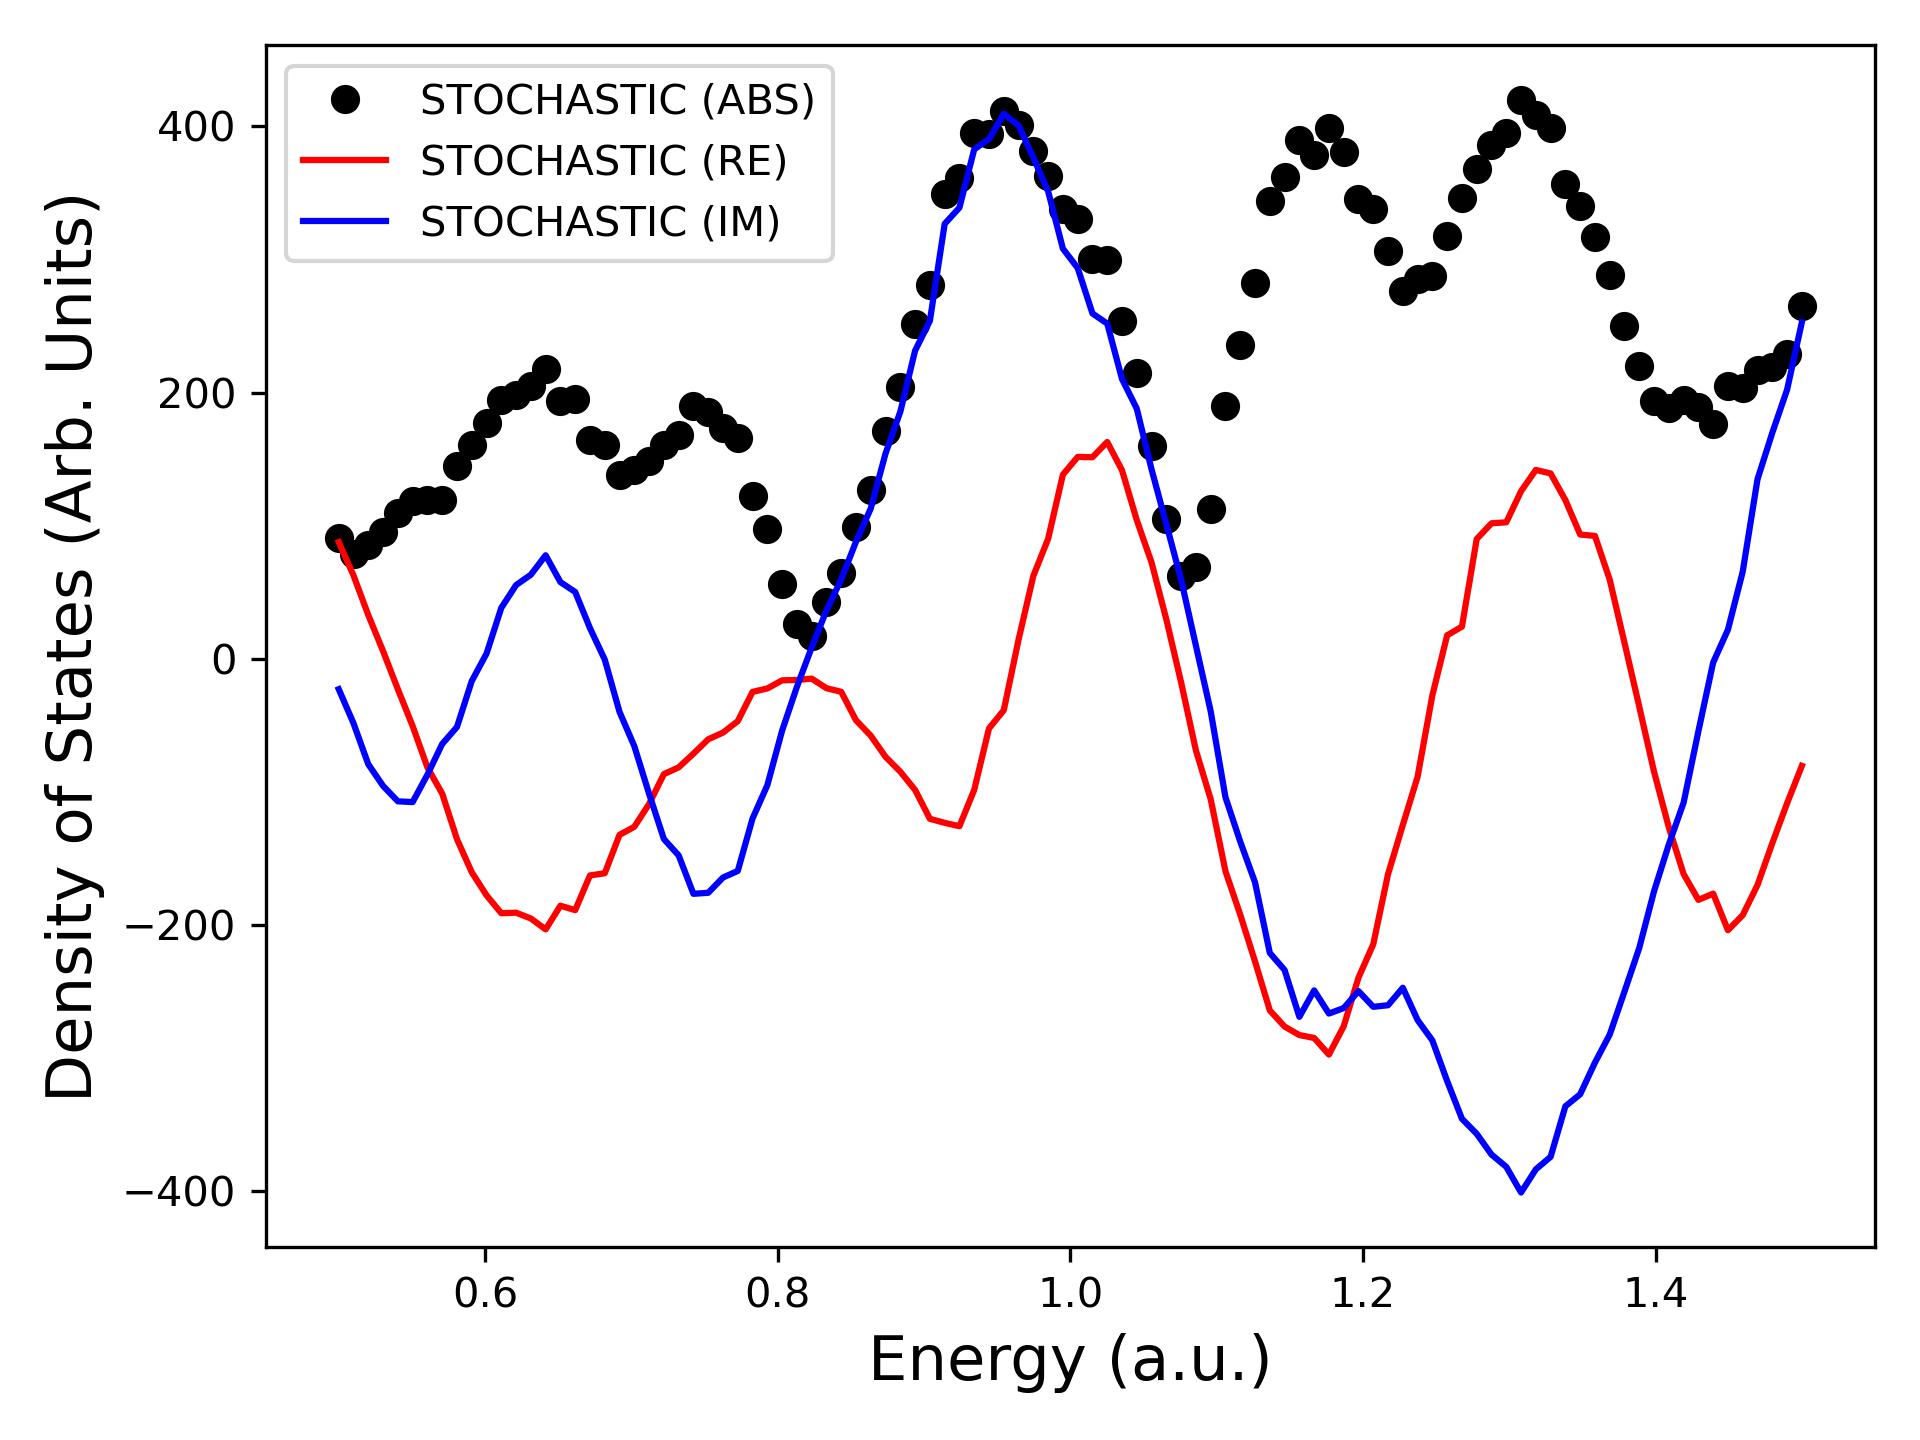 STOCHASTIC (ABS)
STOCHASTIC (RE)
STOCHASTIC (IM)
Density of States (Arb. Units)
400
200
0
−200
−400
0.6 0.8 1.0 1.2 1.4
Energy (a.u.)